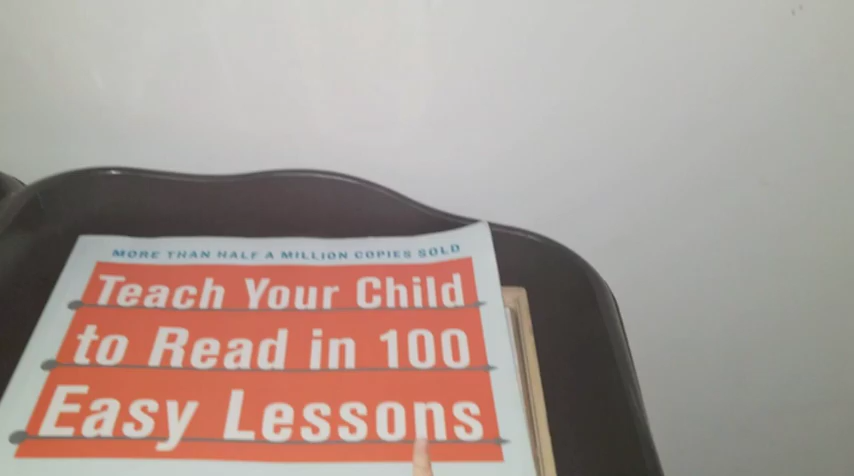 MORE THAN HALF A MILLION COPIES SOLD
Teach Your Child
to Read in 100
Easy Lessons